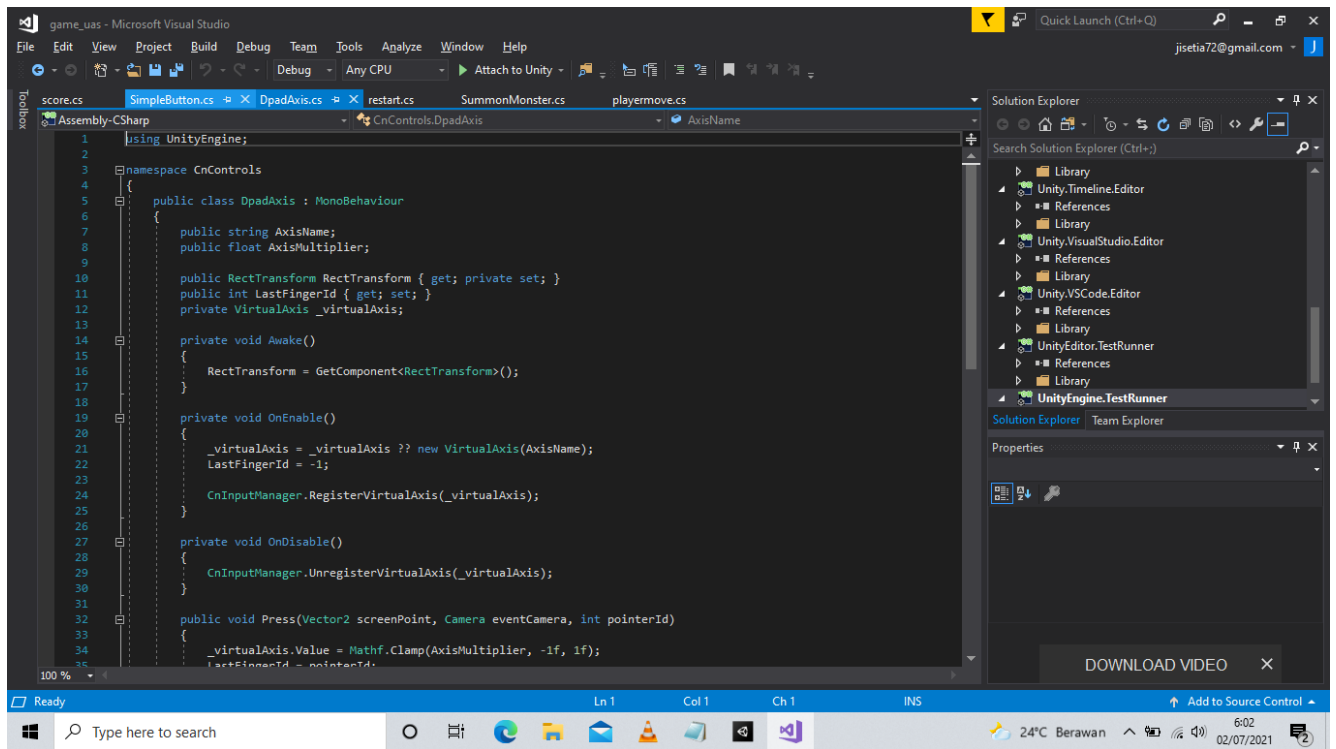 game_uas - Microsoft Visual Studio
Quick Launch (Ctrl+Q)
File Edit View Project Build Debug Team Tools Analyze Window Help
jisetia72@gmail.com J
Debug Any CPU Attach to Unity
Toolbox
score.cs SimpleButton.cs DpadAxis.cs restart.cs SummonMonster.cs playermove.cs
Assembly-CSharp CnControls.DpadAxis AxisName
1 using UnityEngine;
2
3 namespace CnControls
4 {
5 public class DpadAxis : MonoBehaviour
6 {
7 public string AxisName;
8 public float AxisMultiplier;
9
10 public RectTransform RectTransform { get; private set; }
11 public int LastFingerId { get; set; }
12 private VirtualAxis _virtualAxis;
13
14 private void Awake()
15 {
16 RectTransform = GetComponent<RectTransform>();
17 }
18
19 private void OnEnable()
20 {
21 _virtualAxis = _virtualAxis ?? new VirtualAxis(AxisName);
22 LastFingerId = -1;
23
24 CnInputManager.RegisterVirtualAxis(_virtualAxis);
25 }
26
27 private void OnDisable()
28 {
29 CnInputManager.UnregisterVirtualAxis(_virtualAxis);
30 }
31
32 public void Press(Vector2 screenPoint, Camera eventCamera, int pointerId)
33 {
34 _virtualAxis.Value = Mathf.Clamp(AxisMultiplier, -1f, 1f);
35 LastFingerId = pointerId;
100 %
Solution Explorer
Search Solution Explorer (Ctrl+;)
Library
Unity.Timeline.Editor
References
Library
Unity.VisualStudio.Editor
References
Library
Unity.VSCode.Editor
References
Library
UnityEditor.TestRunner
References
Library
UnityEngine.TestRunner
Solution Explorer Team Explorer
Properties
DOWNLOAD VIDEO
Ready Ln 1 Col 1 Ch 1 INS Add to Source Control
Type here to search
24°C Berawan
6:02
02/07/2021
2